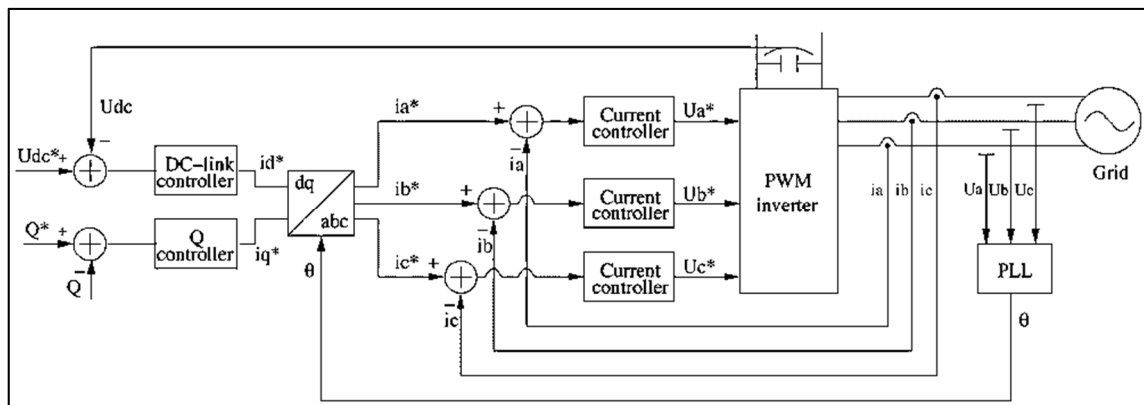 Udc
ia*
+
Current
controller
Ua*
Udc*
+
−
DC-link
controller
id*
−
ia
dq
abc
ib*
+
Current
controller
Ub*
PWM
inverter
ia
ib
ic
Ua
Ub
Uc
Grid
Q*
+
−
Q
Q
controller
iq*
−
ib
θ
ic*
+
Current
controller
Uc*
−
ic
PLL
θ